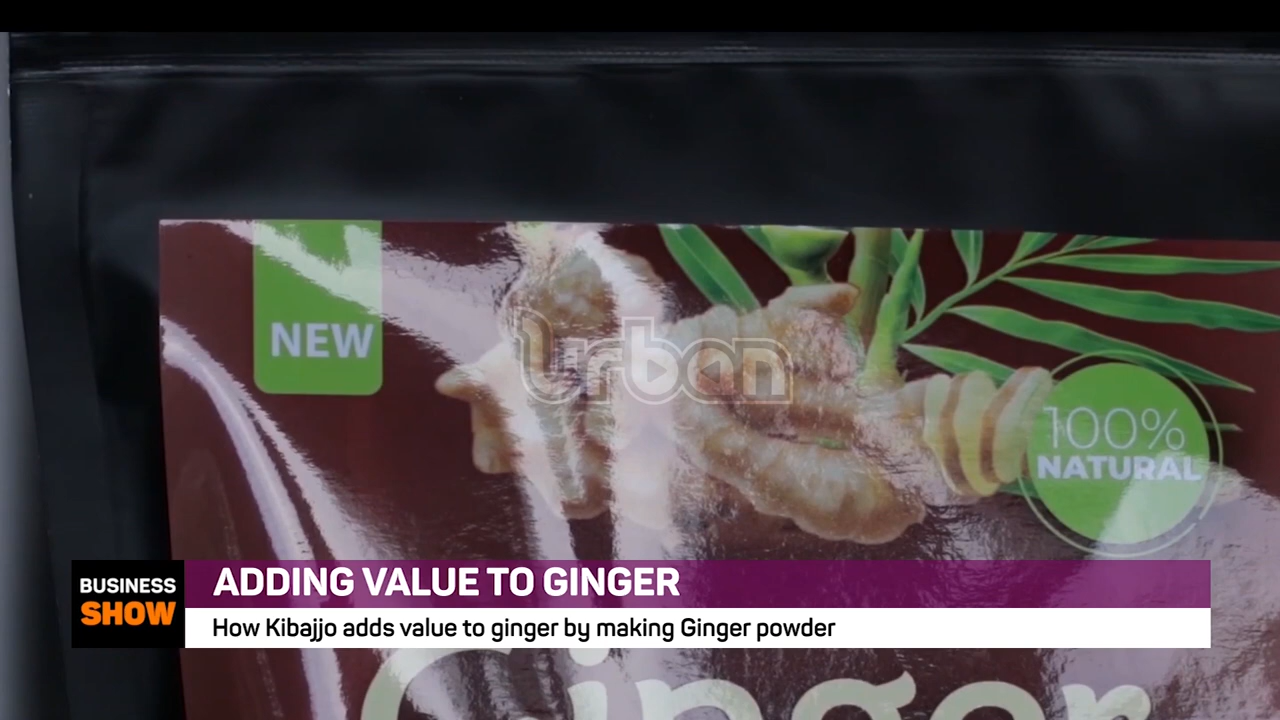 NEW
urban
100%
NATURAL
BUSINESS
SHOW
ADDING VALUE TO GINGER
How Kibajjo adds value to ginger by making Ginger powder
Ginger